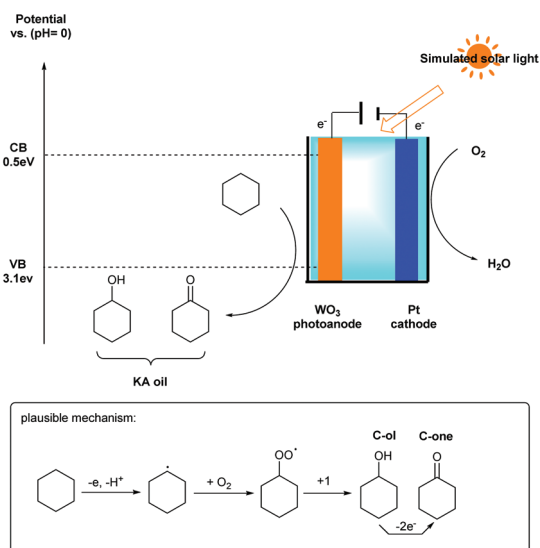 Potential
vs. (pH= 0)
Simulated solar light
e-
e-
CB
0.5eV
O2
VB
3.1ev
H2O
OH
O
WO3
photoanode
Pt
cathode
KA oil
plausible mechanism:
C-ol
C-one
OO•
OH
O
-e, -H+
+ O2
+1
-2e-